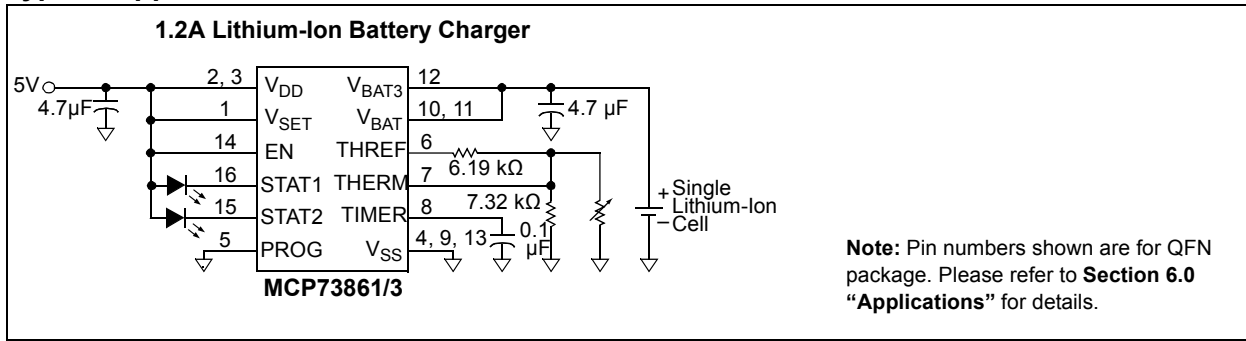 1.2A Lithium-Ion Battery Charger
5V
4.7µF
2, 3
VDD
VBAT3
12
4.7 µF
1
VSET
VBAT
10, 11
14
EN
THREF
6
6.19 kΩ
16
STAT1
THERM
7
7.32 kΩ
15
STAT2
TIMER
8
0.1
µF
5
PROG
VSS
4, 9, 13
+
Single
Lithium-Ion
–
Cell
MCP73861/3
Note: Pin numbers shown are for QFN
package. Please refer to Section 6.0
“Applications” for details.